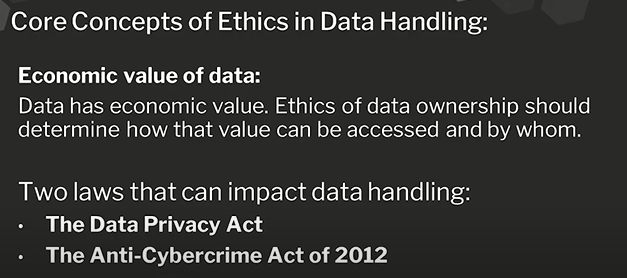 Core Concepts of Ethics in Data Handling:
Economic value of data:
Data has economic value. Ethics of data ownership should
determine how that value can be accessed and by whom.
Two laws that can impact data handling:
• The Data Privacy Act
• The Anti-Cybercrime Act of 2012